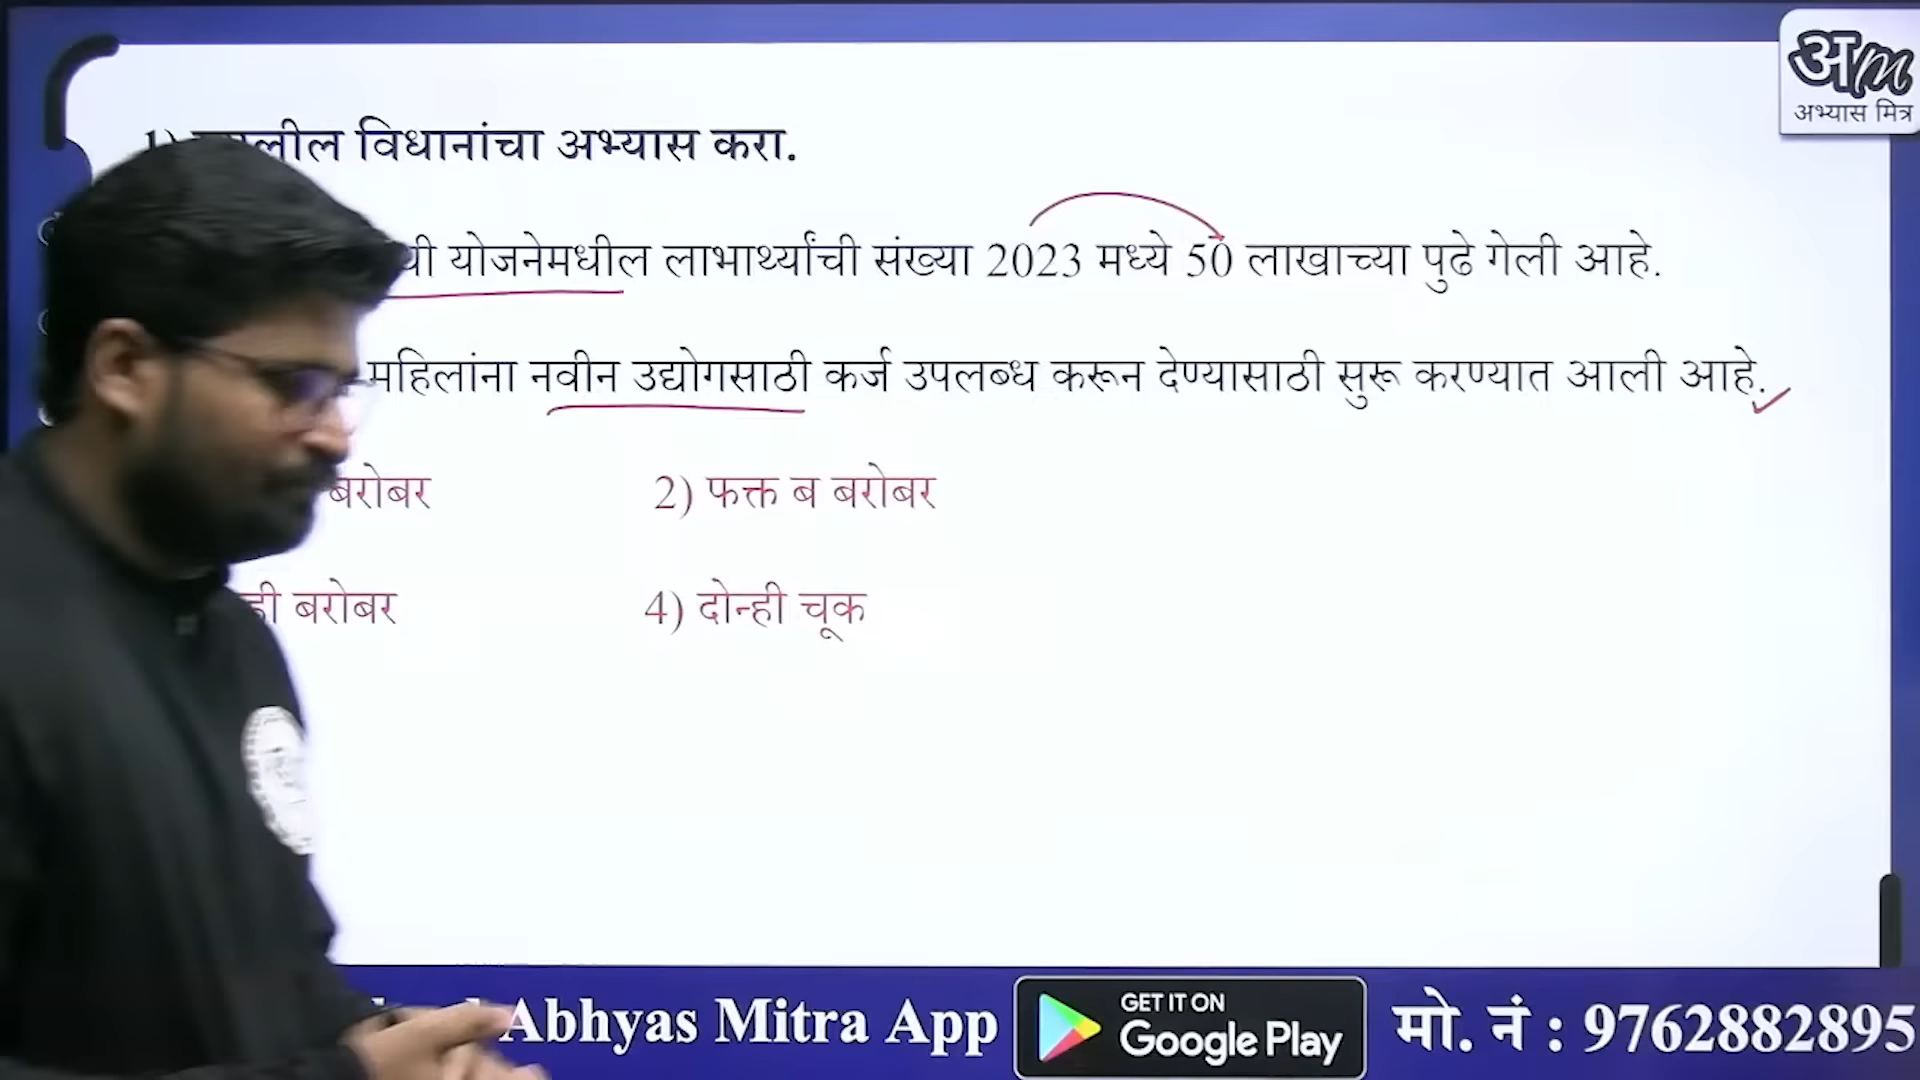 विधानांचा अभ्यास करा.
योजनेमधील लाभार्थ्यांची संख्या 2023 मध्ये 50 लाखाच्या पुढे गेली आहे.
महिलांना नवीन उद्योगसाठी कर्ज उपलब्ध करून देण्यासाठी सुरू करण्यात आली आहे.
बरोबर 2) फक्त ब बरोबर
बरोबर 4) दोन्ही चूक
अm
अभ्यास मित्र
Abhyas Mitra App GET IT ON Google Play मो. नं : 9762882895